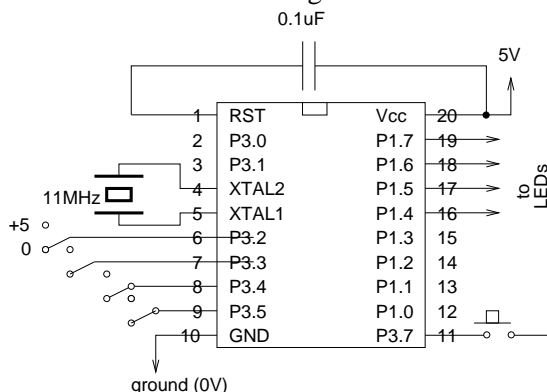 0.1uF
5V
1 RST Vcc 20
2 P3.0 P1.7 19
3 P3.1 P1.6 18
4 XTAL2 P1.5 17
5 XTAL1 P1.4 16
6 P3.2 P1.3 15
7 P3.3 P1.2 14
8 P3.4 P1.1 13
9 P3.5 P1.0 12
10 GND P3.7 11
11MHz
+5
0
to
LEDs
ground (0V)